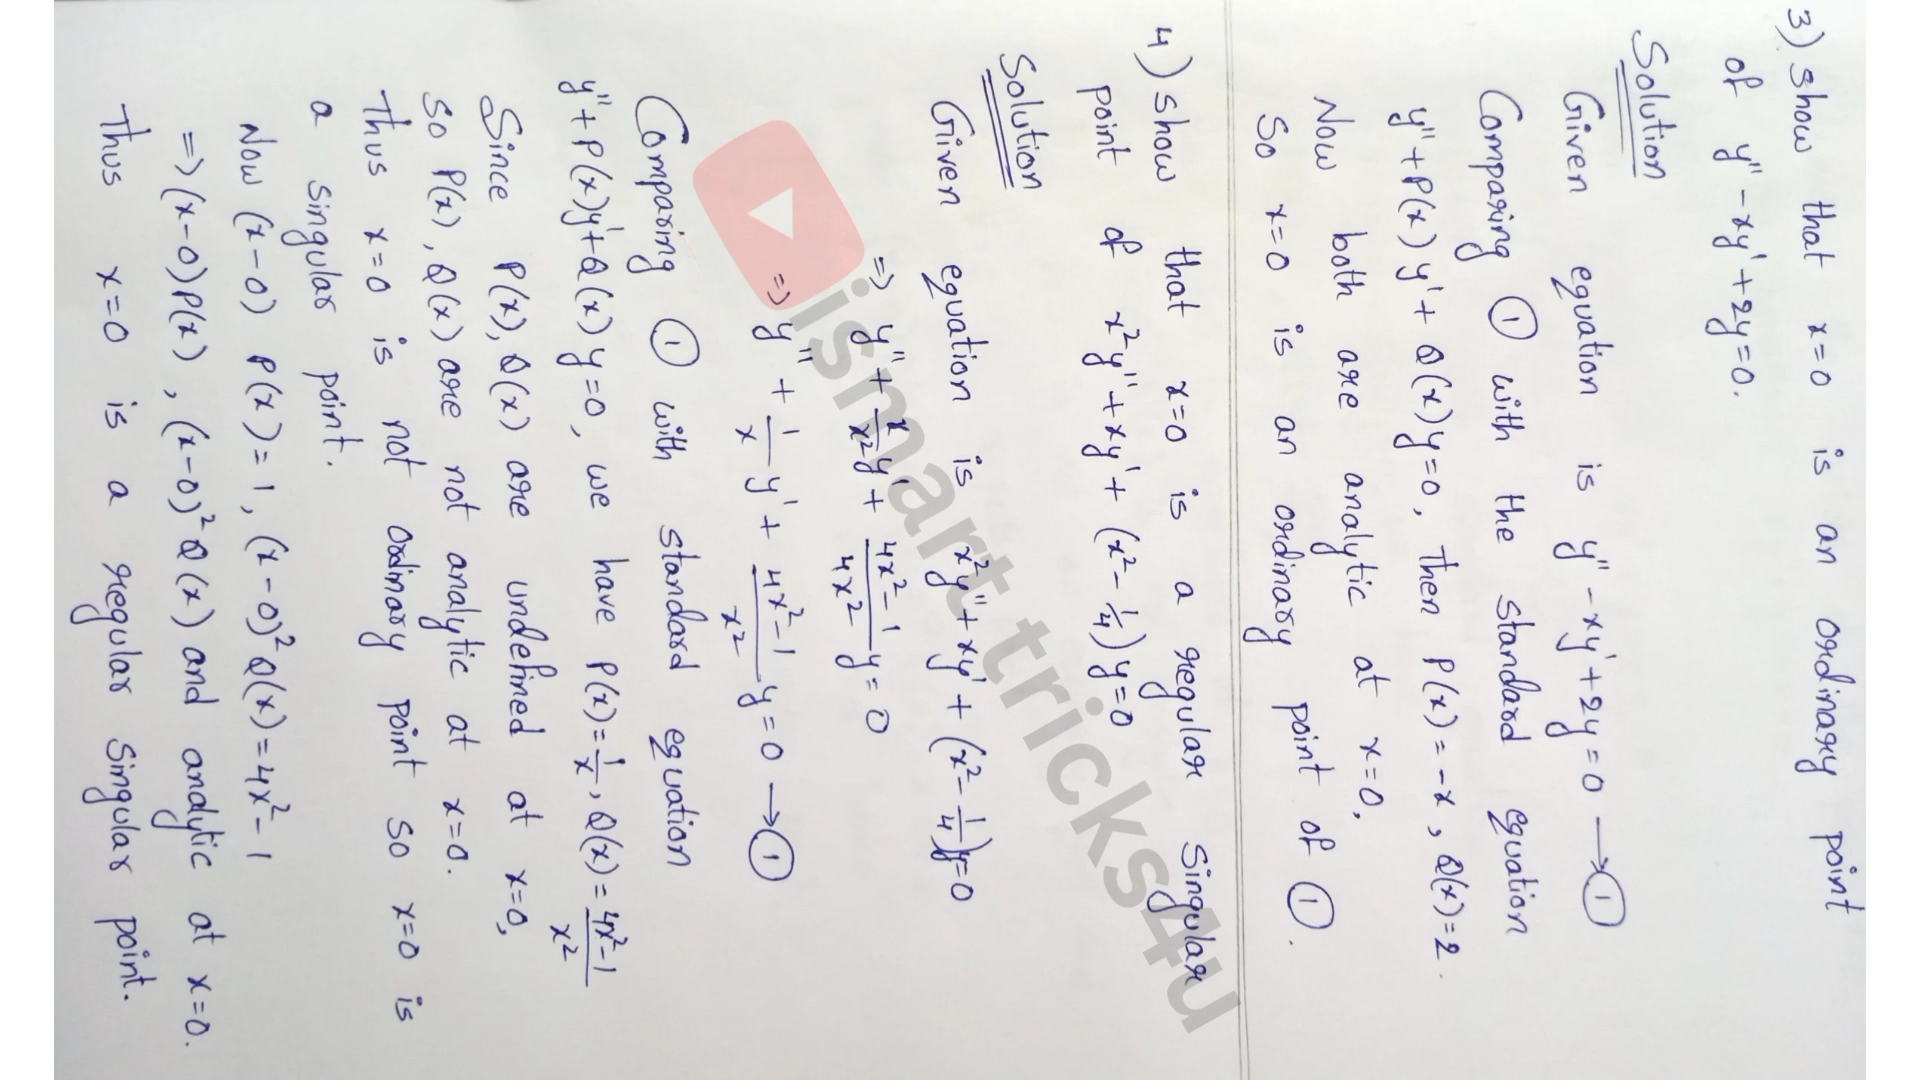 3) show that x=0 is an ordinary point
of y'' - xy' + 2y = 0.
Solution
Given equation is y'' - xy' + 2y = 0 → ①
Comparing ① with the standard equation
y'' + P(x) y' + Q(x) y = 0, then P(x) = -x, Q(x) = 2.
Now both are analytic at x=0,
So x=0 is an ordinary point of ①.
4) show that x=0 is a regular singular
point of x²y'' + xy' + (x² - 1/4) y = 0
Solution
Given equation is x²y'' + xy' + (x² - 1/4)y = 0
⇒ y'' + x/x² y' + (4x² - 1)/4x² y = 0
⇒ y'' + 1/x y' + (4x² - 1)/x² y = 0 → ①
Comparing ① with standard equation
y'' + P(x)y' + Q(x) y = 0, we have P(x) = 1/x, Q(x) = (4x² - 1)/x²
Since P(x), Q(x) are undefined at x=0,
So P(x), Q(x) are not analytic at x=0.
Thus x=0 is not ordinary point so x=0 is
a singular point.
Now (x-0) P(x) = 1, (x-0)² Q(x) = 4x² - 1
⇒ (x-0)P(x), (x-0)² Q(x) and analytic at x=0.
Thus x=0 is a regular singular point.
ismart tricks4u